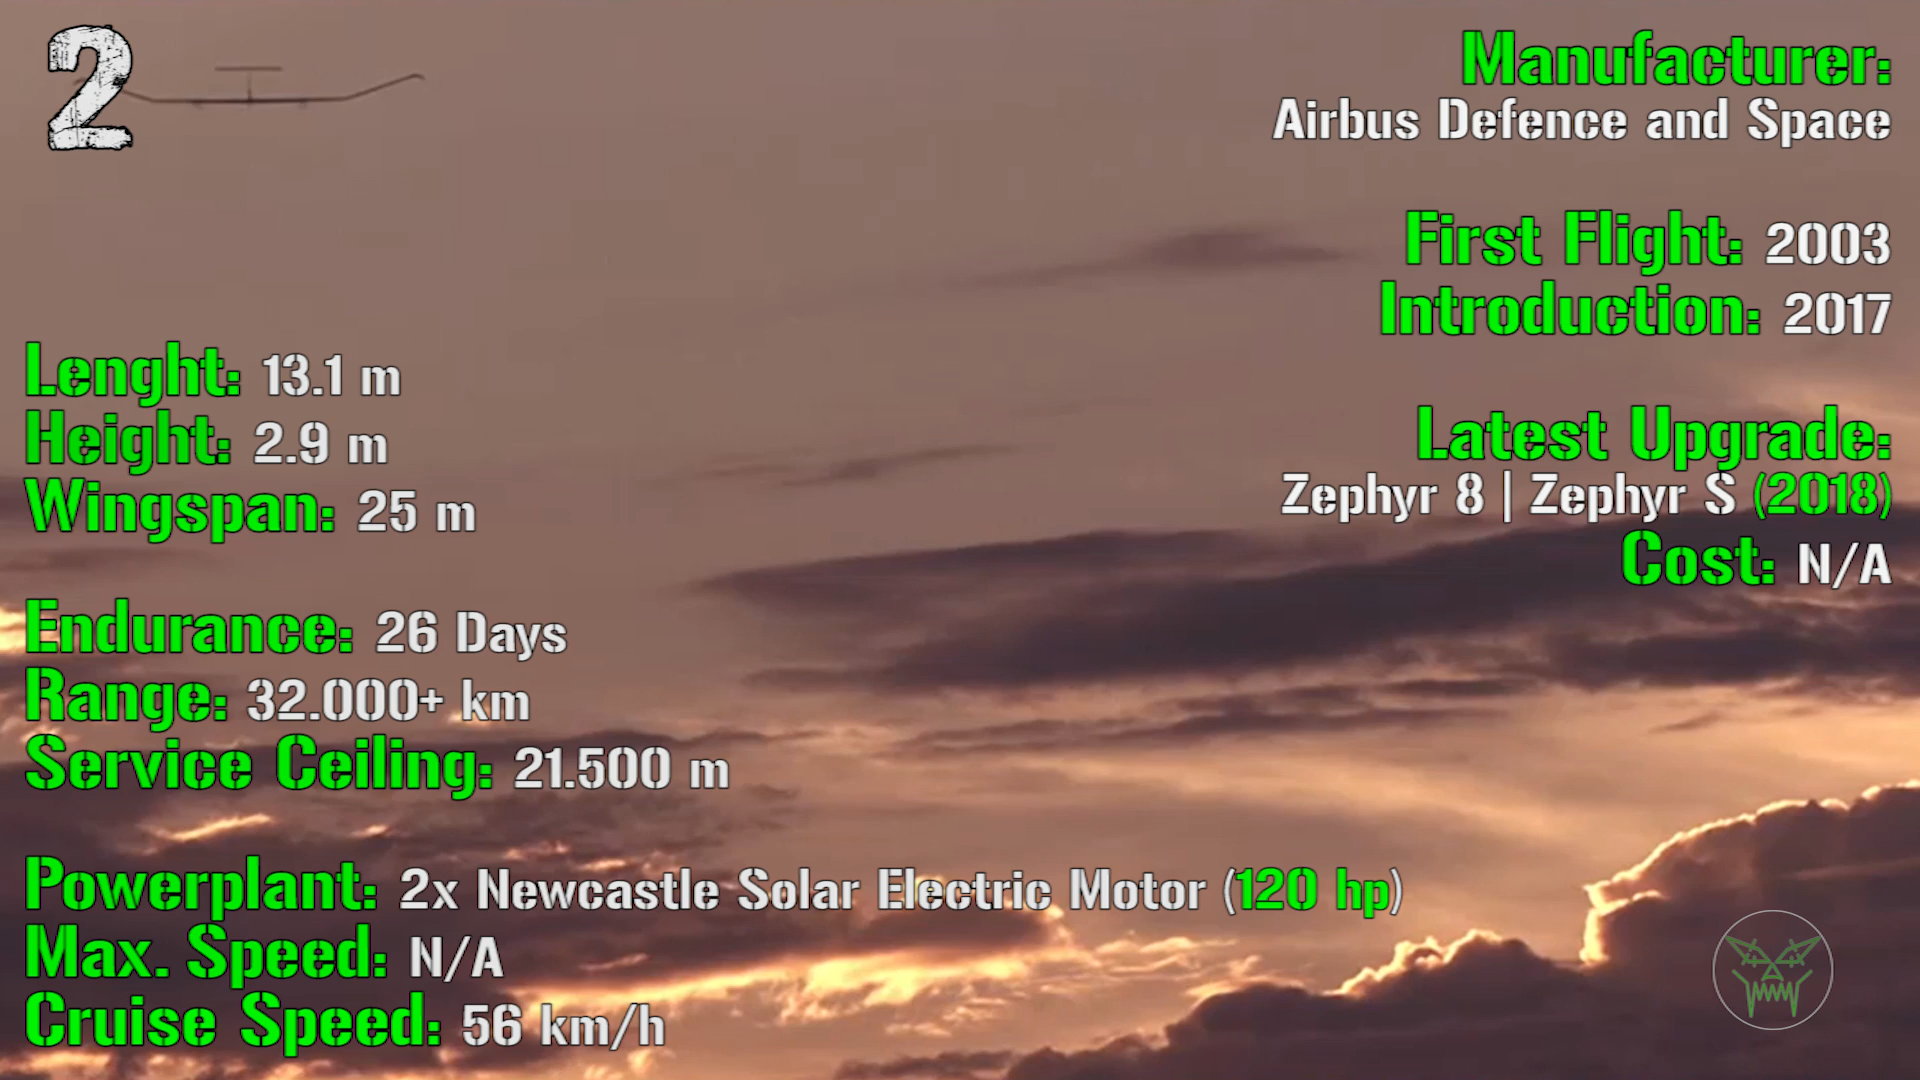 2
Manufacturer:
Airbus Defence and Space
First Flight: 2003
Introduction: 2017
Latest Upgrade:
Zephyr 8 | Zephyr S (2018)
Cost: N/A
Lenght: 13.1 m
Height: 2.9 m
Wingspan: 25 m
Endurance: 26 Days
Range: 32.000+ km
Service Ceiling: 21.500 m
Powerplant: 2x Newcastle Solar Electric Motor (120 hp)
Max. Speed: N/A
Cruise Speed: 56 km/h